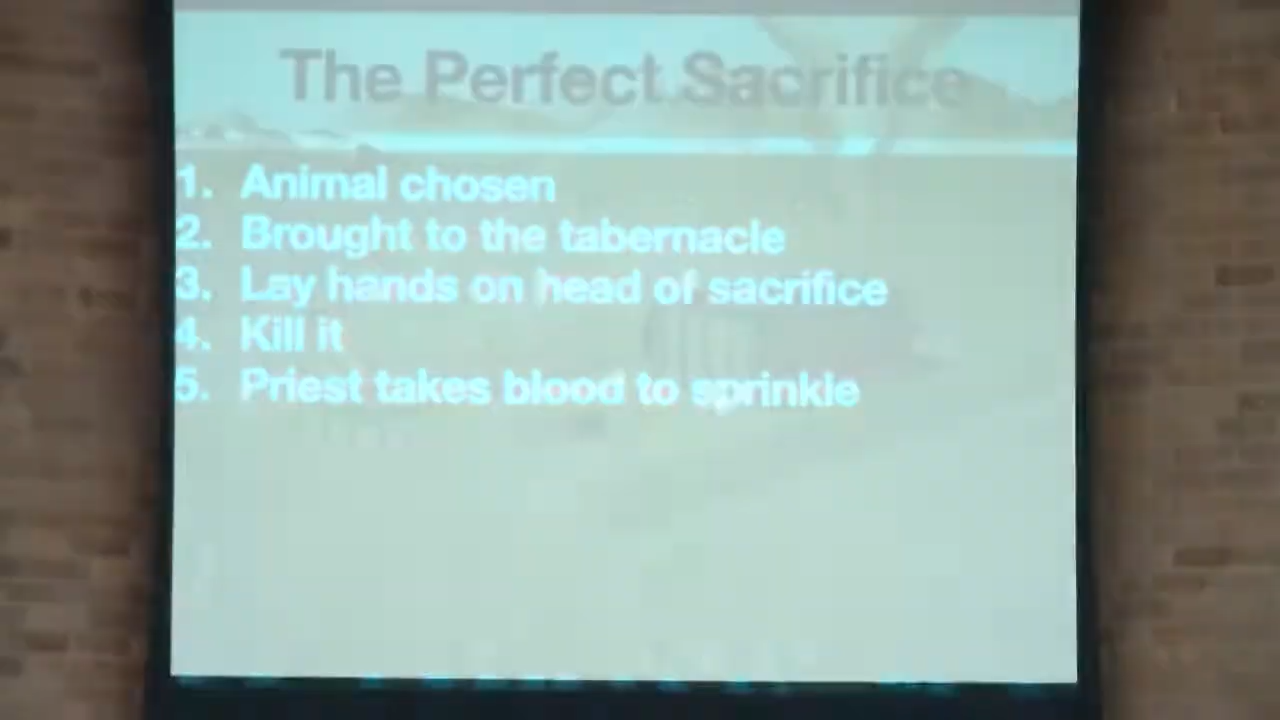 The Perfect Sacrifice
1. Animal chosen
2. Brought to the tabernacle
3. Lay hands on head of sacrifice
4. Kill it
5. Priest takes blood to sprinkle